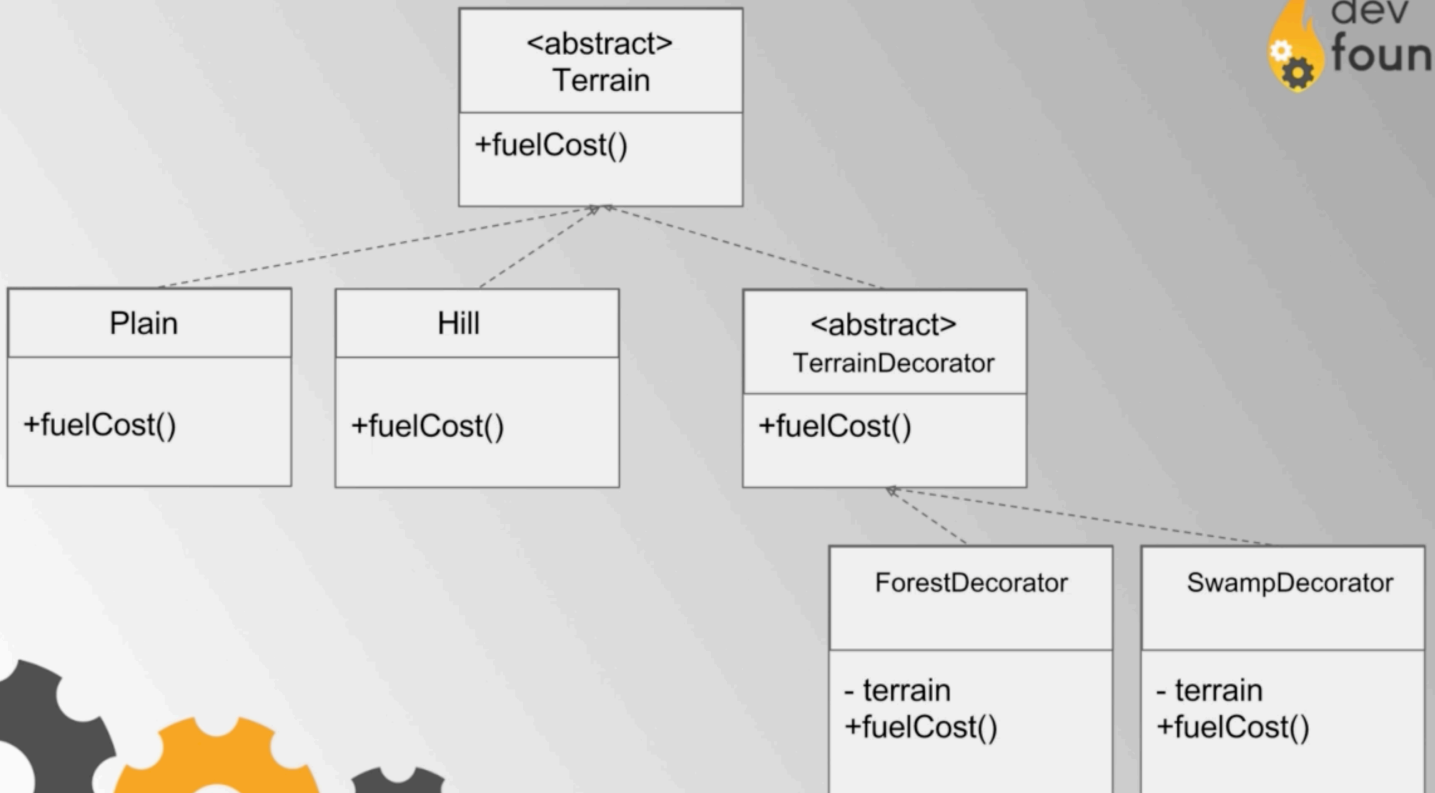 dev
foun
<abstract>
Terrain
+fuelCost()
Plain
+fuelCost()
Hill
+fuelCost()
<abstract>
TerrainDecorator
+fuelCost()
ForestDecorator
- terrain
+fuelCost()
SwampDecorator
- terrain
+fuelCost()